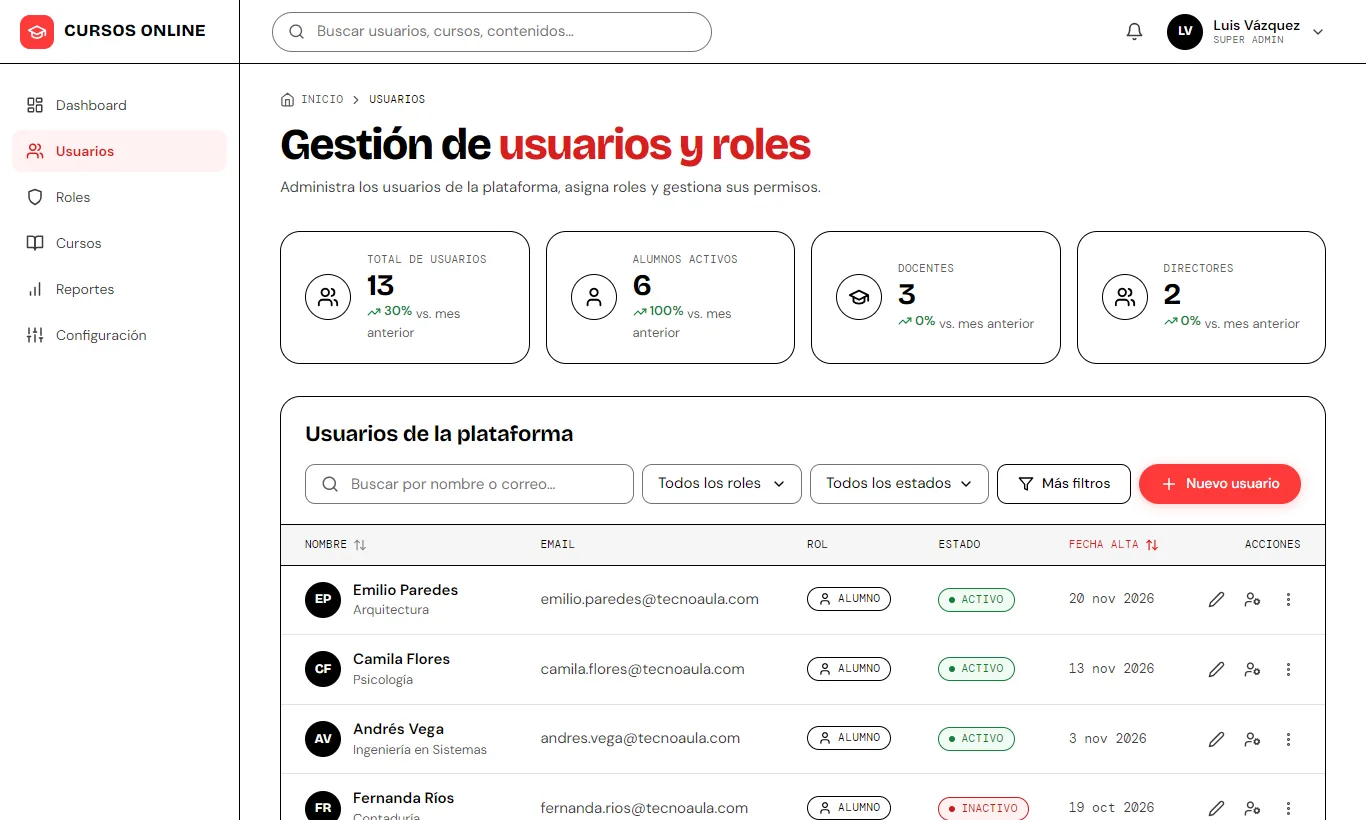 CURSOS ONLINE
Buscar usuarios, cursos, contenidos...
LV
Luis Vázquez
SUPER ADMIN
Dashboard
Usuarios
Roles
Cursos
Reportes
Configuración
INICIO > USUARIOS
Gestión de usuarios y roles
Administra los usuarios de la plataforma, asigna roles y gestiona sus permisos.
TOTAL DE USUARIOS
13
30% vs. mes
anterior
ALUMNOS ACTIVOS
6
100% vs. mes
anterior
DOCENTES
3
0% vs. mes anterior
DIRECTORES
2
0% vs. mes anterior
Usuarios de la plataforma
Buscar por nombre o correo...
Todos los roles
Todos los estados
Más filtros
+ Nuevo usuario
NOMBRE EMAIL ROL ESTADO FECHA ALTA ACCIONES
EP Emilio Paredes emilio.paredes@tecnoaula.com ALUMNO ACTIVO 20 nov 2026
Arquitectura
CF Camila Flores camila.flores@tecnoaula.com ALUMNO ACTIVO 13 nov 2026
Psicología
AV Andrés Vega andres.vega@tecnoaula.com ALUMNO ACTIVO 3 nov 2026
Ingeniería en Sistemas
FR Fernanda Ríos fernanda.rios@tecnoaula.com ALUMNO INACTIVO 19 oct 2026
Contaduría